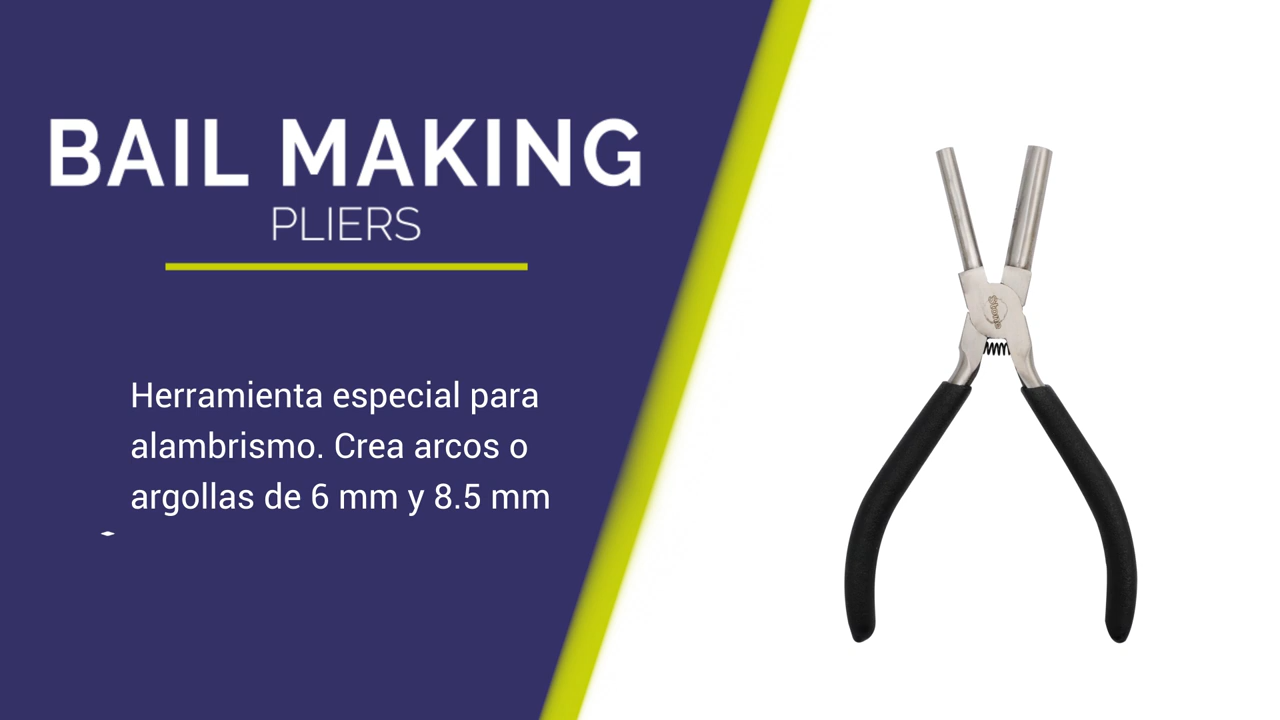 BAIL MAKING
PLIERS
Herramienta especial para
alambrismo. Crea arcos o
argollas de 6 mm y 8.5 mm